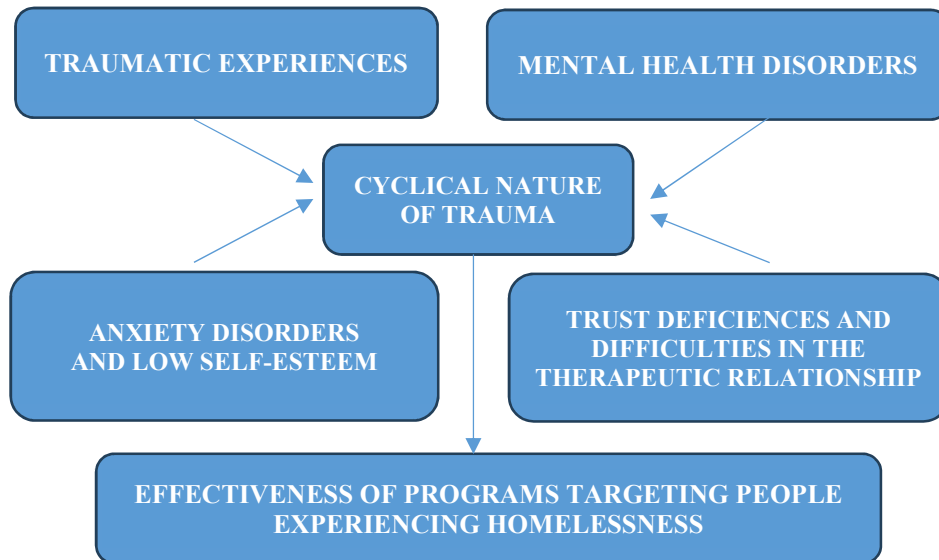 TRAUMATIC EXPERIENCES
MENTAL HEALTH DISORDERS
CYCLICAL NATURE
OF TRAUMA
ANXIETY DISORDERS
AND LOW SELF-ESTEEM
TRUST DEFICIENCES AND
DIFFICULTIES IN THE
THERAPEUTIC RELATIONSHIP
EFFECTIVENESS OF PROGRAMS TARGETING PEOPLE
EXPERIENCING HOMELESSNESS